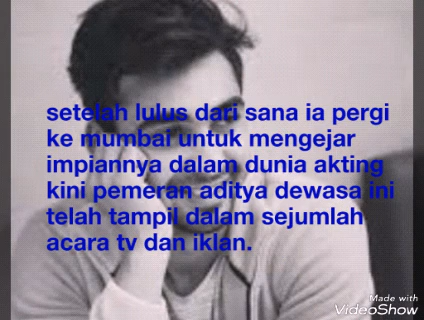 setelah lulus dari sana ia pergi
ke mumbai untuk mengejar
impiannya dalam dunia akting
kini pemeran aditya dewasa ini
telah tampil dalam sejumlah
acara tv dan iklan.
Made with
VideoShow